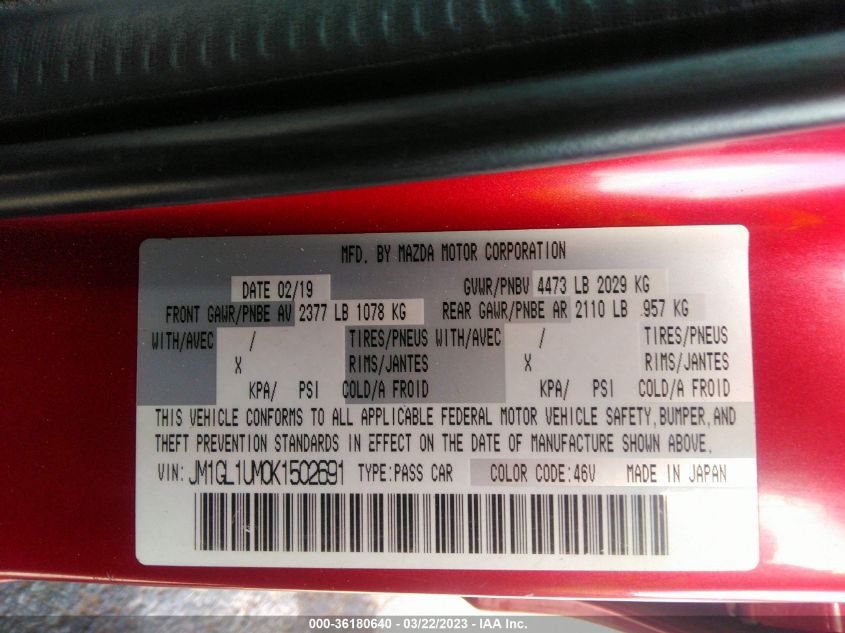 MFD. BY MAZDA MOTOR CORPORATION
DATE 02/19 GVWR/PNBV 4473 LB 2029 KG
FRONT GAWR/PNBE AV 2377 LB 1078 KG REAR GAWR/PNBE AR 2110 LB 957 KG
WITH/AVEC / TIRES/PNEUS WITH/AVEC / TIRES/PNEUS
X RIMS/JANTES X RIMS/JANTES
KPA/ PSI COLD/A FROID KPA/ PSI COLD/A FROID
THIS VEHICLE CONFORMS TO ALL APPLICABLE FEDERAL MOTOR VEHICLE SAFETY, BUMPER, AND
THEFT PREVENTION STANDARDS IN EFFECT ON THE DATE OF MANUFACTURE SHOWN ABOVE.
VIN: JM1GL1UM0K1502691 TYPE: PASS CAR COLOR CODE: 46V MADE IN JAPAN
000-36180640 - 03/22/2023 - IAA Inc.